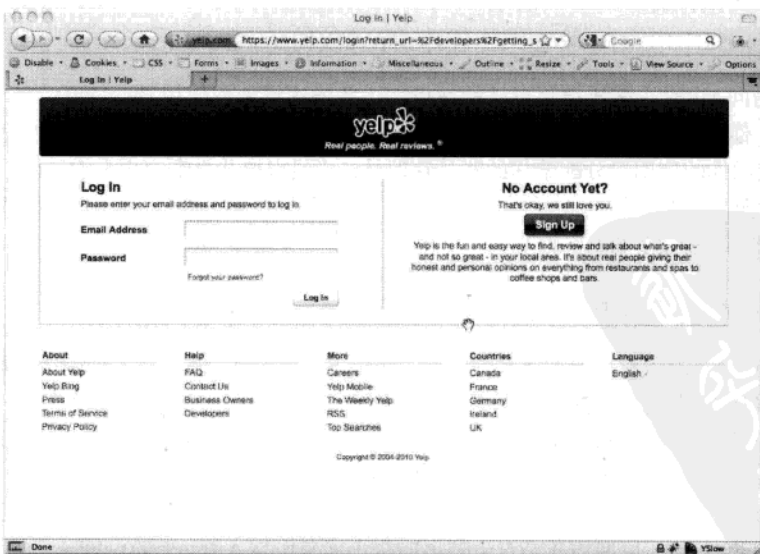 Log In | Yelp
yelp.com https://www.yelp.com/login?return_url=%2Fdevelopers%2Fgetting_s Google
Disable Cookies CSS Forms Images Information Miscellaneous Outline Resize Tools View Source Options
Log In | Yelp
yelp
Real people. Real reviews. ®
Log In
Please enter your email address and password to log in.
Email Address
Password
Forgot your password?
Log In
No Account Yet?
That's okay, we still love you.
Sign Up
Yelp is the fun and easy way to find, review and talk about what's great -
and not so great - in your local area. It's about real people giving their
honest and personal opinions on everything from restaurants and spas to
coffee shops and bars.
About
About Yelp
Yelp Blog
Press
Terms of Service
Privacy Policy
Help
FAQ
Contact Us
Business Owners
Developers
More
Careers
Yelp Mobile
The Weekly Yelp
RSS
Top Searches
Countries
Canada
France
Germany
Ireland
UK
Language
English
Copyright © 2004-2010 Yelp
Done
YSlow